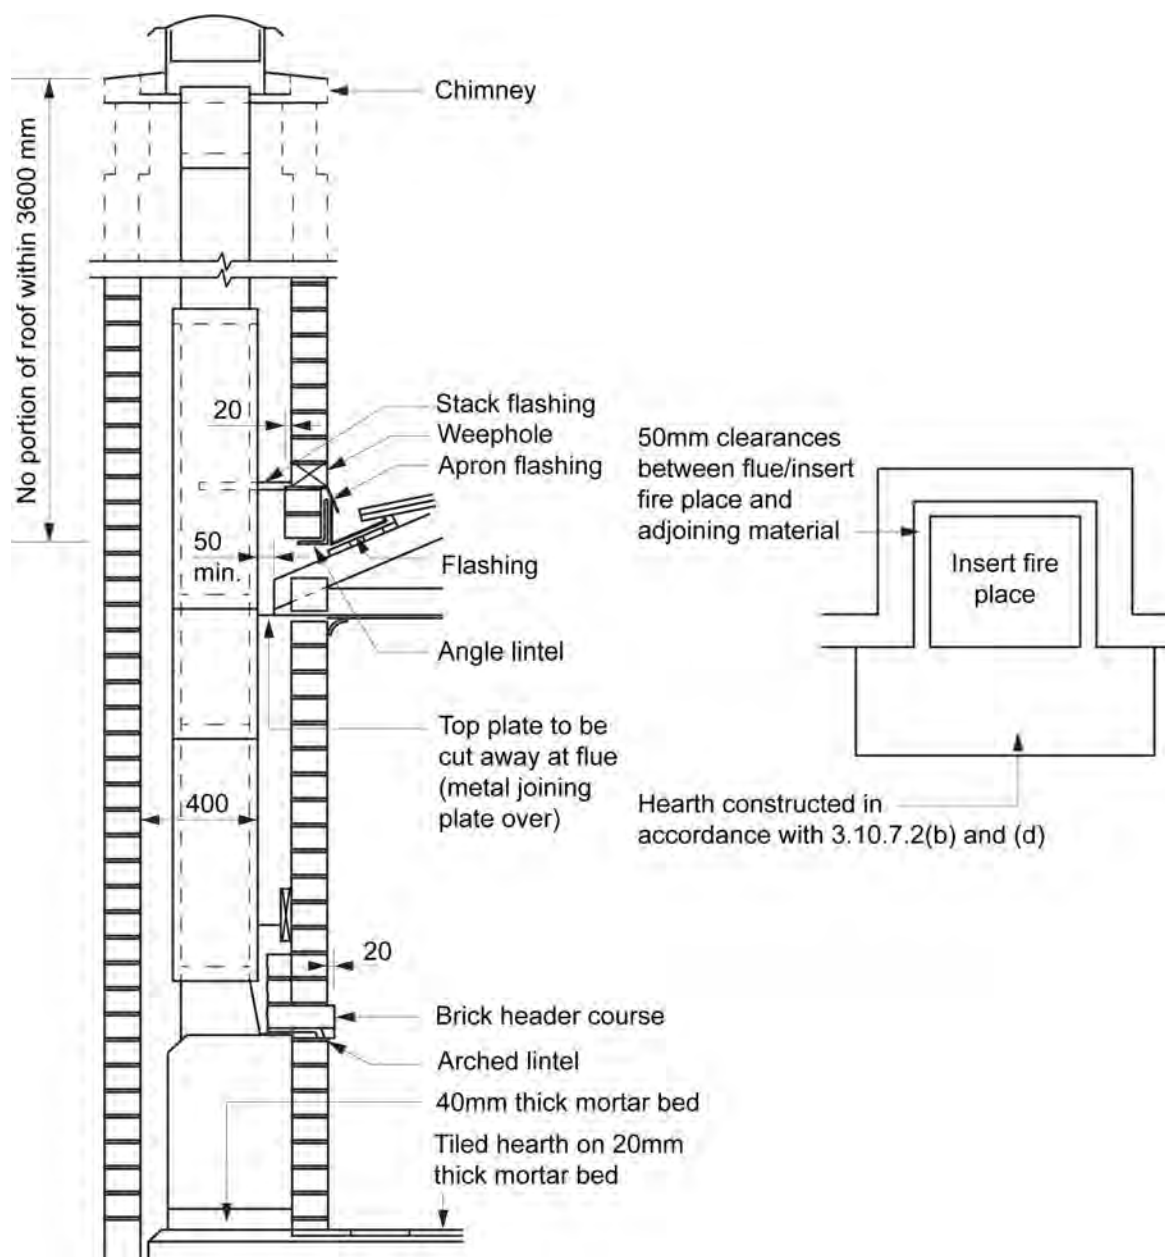 Chimney
No portion of roof within 3600 mm
20
Stack flashing
Weephole
Apron flashing
50
min.
Flashing
Angle lintel
Top plate to be
cut away at flue
(metal joining
plate over)
400
20
Brick header course
Arched lintel
40mm thick mortar bed
Tiled hearth on 20mm
thick mortar bed
50mm clearances
between flue/insert
fire place and
adjoining material
Insert fire
place
Hearth constructed in
accordance with 3.10.7.2(b) and (d)